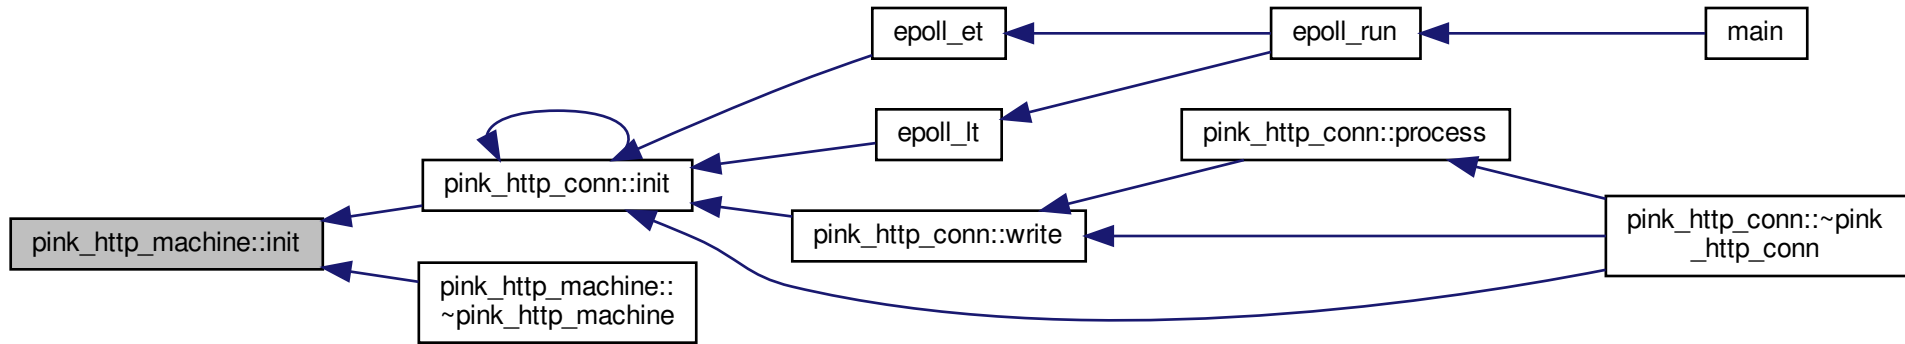 epoll_et
epoll_run
main
epoll_lt
pink_http_conn::process
pink_http_conn::init
pink_http_machine::init
pink_http_conn::write
pink_http_conn::~pink
_http_conn
pink_http_machine::
~pink_http_machine